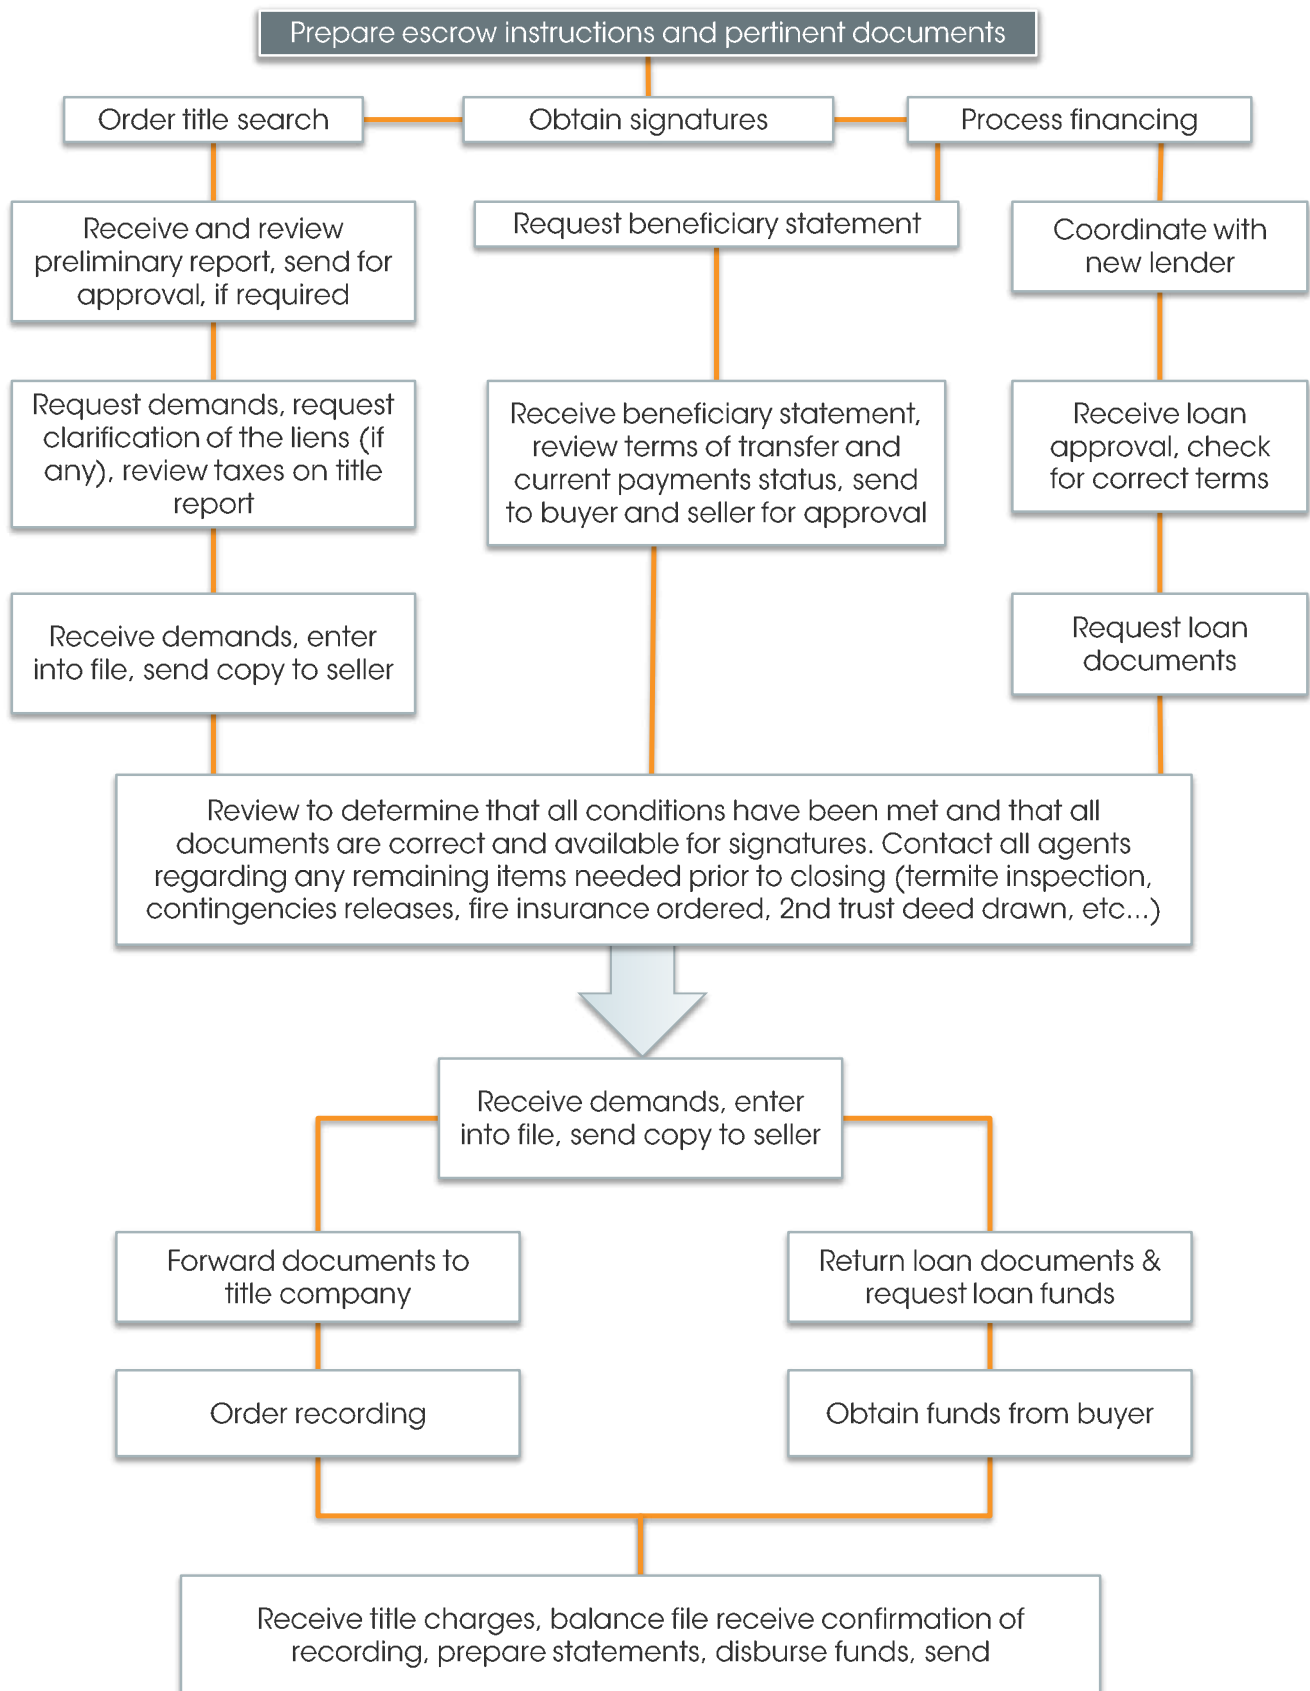 Prepare escrow instructions and pertinent documents
Order title search
Obtain signatures
Process financing
Receive and review
preliminary report, send for
approval, if required
Request beneficiary statement
Coordinate with
new lender
Request demands, request
clarification of the liens (if
any), review taxes on title
report
Receive beneficiary statement,
review terms of transfer and
current payments status, send
to buyer and seller for approval
Receive loan
approval, check
for correct terms
Receive demands, enter
into file, send copy to seller
Request loan
documents
Review to determine that all conditions have been met and that all
documents are correct and available for signatures. Contact all agents
regarding any remaining items needed prior to closing (termite inspection,
contingencies releases, fire insurance ordered, 2nd trust deed drawn, etc...)
Receive demands, enter
into file, send copy to seller
Forward documents to
title company
Return loan documents &
request loan funds
Order recording
Obtain funds from buyer
Receive title charges, balance file receive confirmation of
recording, prepare statements, disburse funds, send